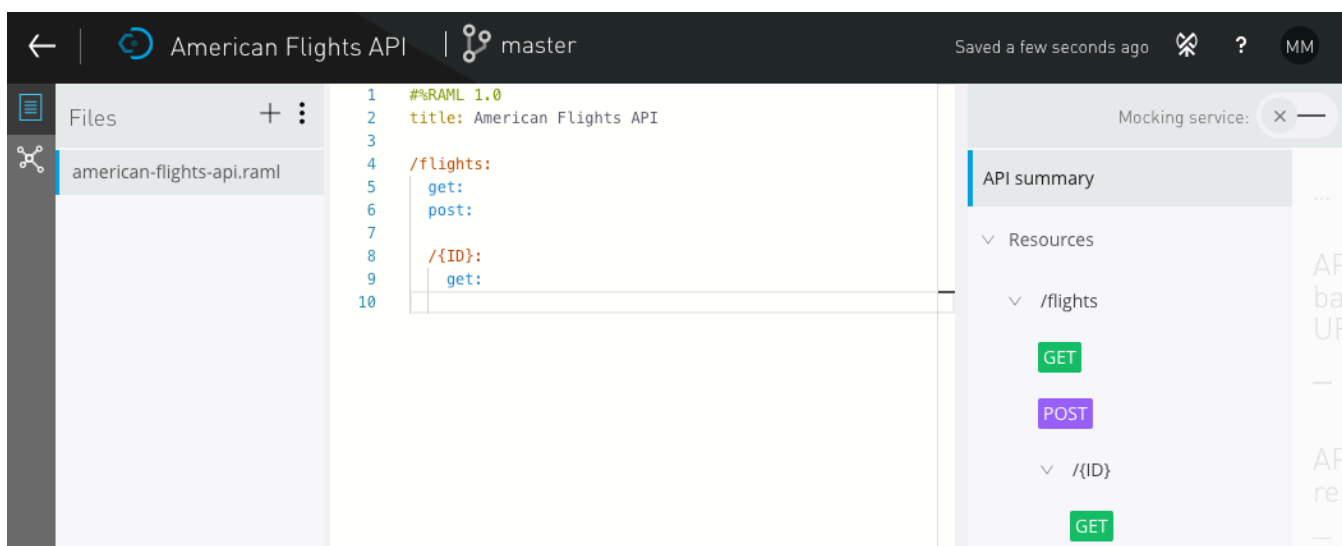 American Flights API
master
Saved a few seconds ago
?
MM
Files
american-flights-api.raml
1 #%RAML 1.0
2 title: American Flights API
3
4 /flights:
5 get:
6 post:
7
8 /{ID}:
9 get:
10
Mocking service:
API summary
Resources
/flights
GET
POST
/{ID}
GET